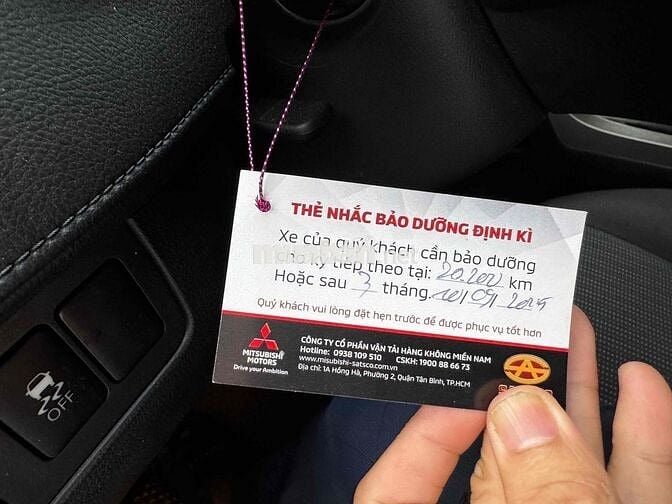 THẺ NHẮC BẢO DƯỠNG ĐỊNH KÌ
Xe của quý khách cần bảo dưỡng
kỳ tiếp theo tại: km
Hoặc sau 3 tháng
Quý khách vui lòng đặt hẹn trước để được phục vụ tốt hơn
MITSUBISHI
MOTORS
Drive your Ambition
CÔNG TY CỔ PHẦN VẬN TẢI HÀNG KHÔNG MIỀN NAM
Hotline: 0938 109 510 CSKH: 1900 88 66 73
www.misubishi-satsco.com.vn
Địa chỉ: 1A Hồng Hà, Phường 2, Quận Tân Bình, TP.HCM
OFF